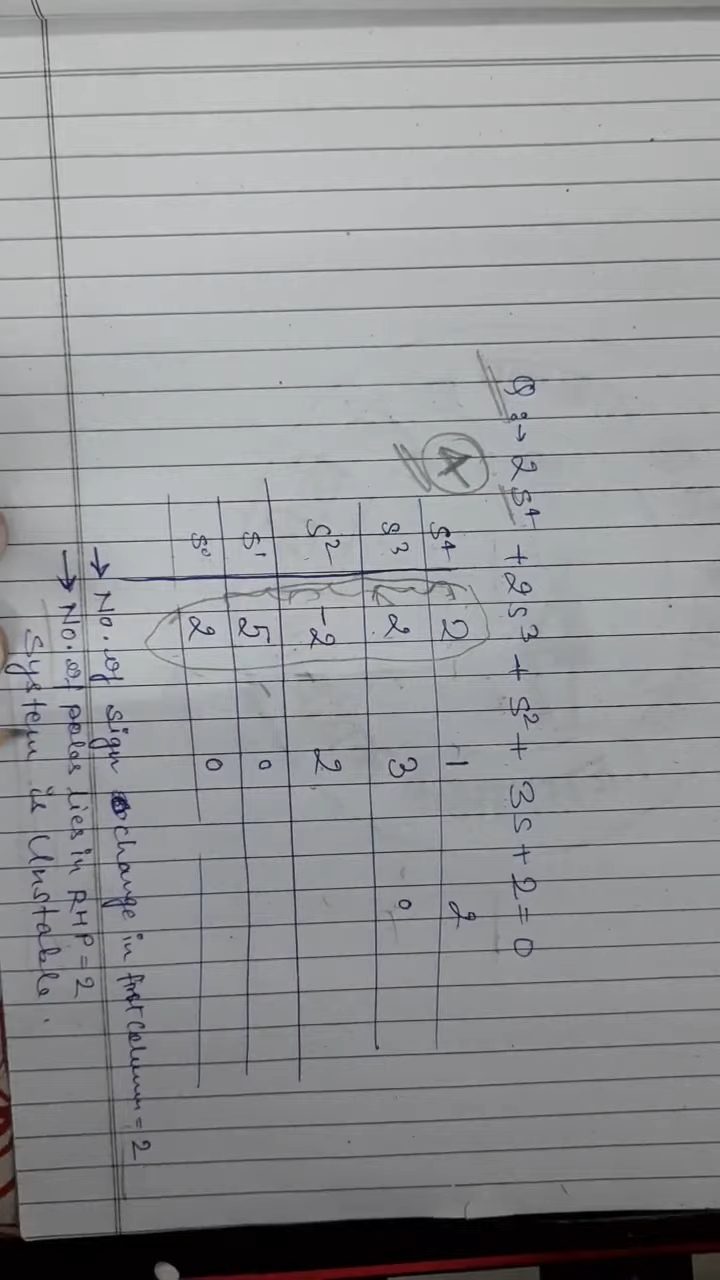 Q:→ 2s⁴ + 2s³ + s² + 3s + 2 = 0
A
s⁴ 2 1 2
s³ 2 3 0
s² -2 2
s¹ 5 0
s⁰ 2 0
→ No. of sign change in first column = 2
→ No. of poles lies in RHP = 2
System is Unstable.